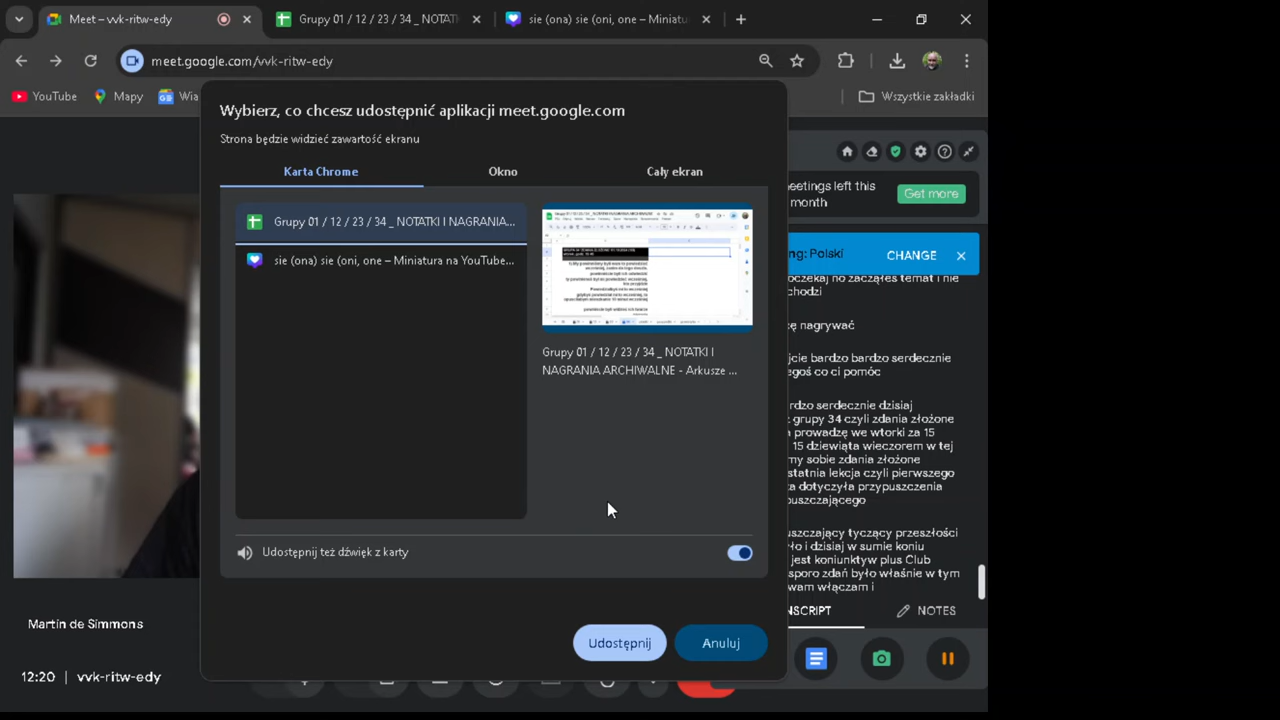 Meet – vvk-ritw-edy
Grupy 01 / 12 / 23 / 34 _ NOTATK
sie (ona) sie (oni, one – Miniatu
meet.google.com/vvk-ritw-edy
YouTube
Mapy
Wia
Wszystkie zakładki
Wybierz, co chcesz udostępnić aplikacji meet.google.com
Strona będzie widzieć zawartość ekranu
Karta Chrome
Okno
Cały ekran
Grupy 01 / 12 / 23 / 34 _ NOTATKI I NAGRANIA...
sie (ona) sie (oni, one – Miniatura na YouTube...
Grupy 01 / 12 / 23 / 34 _ NOTATKI I
NAGRANIA ARCHIWALNE - Arkusze ...
Udostępnij też dźwięk z karty
Udostępnij
Anuluj
eetings left this
month
Get more
ng: Polski
CHANGE
oczekaj no zacząłeś temat i nie
chodzi
cę nagrywać
jcie bardzo bardzo serdecznie
egoś co ci pomóc
rdzo serdecznie dzisiaj
z grupy 34 czyli zdania złożone
a prowadzę we wtorki za 15
15 dziewiąta wieczorem w tej
my sobie zdania złożone
statnia lekcja czyli pierwszego
ta dotyczyła przypuszczenia
puszczającego
uszczający tyczący przeszłości
yło i dzisiaj w sumie koniu
jest koniunktyw plus Club
sporo zdań było właśnie w tym
wam włączam i
NSCRIPT
NOTES
Martin de Simmons
12:20 | vvk-ritw-edy